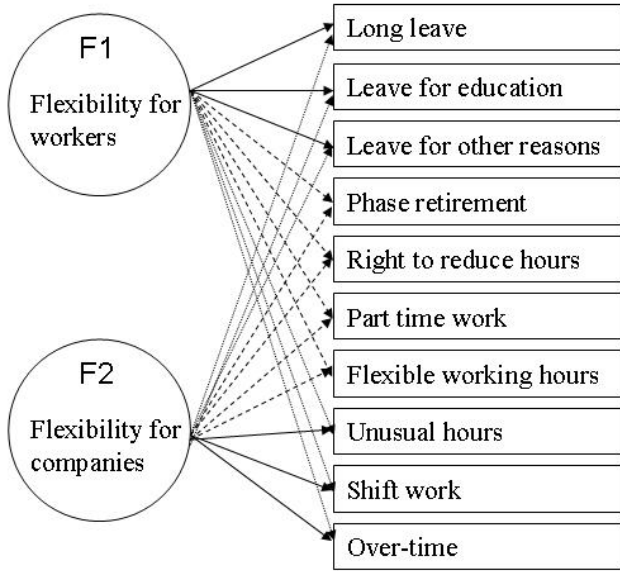 F1
Flexibility for
workers
F2
Flexibility for
companies
Long leave
Leave for education
Leave for other reasons
Phase retirement
Right to reduce hours
Part time work
Flexible working hours
Unusual hours
Shift work
Over-time